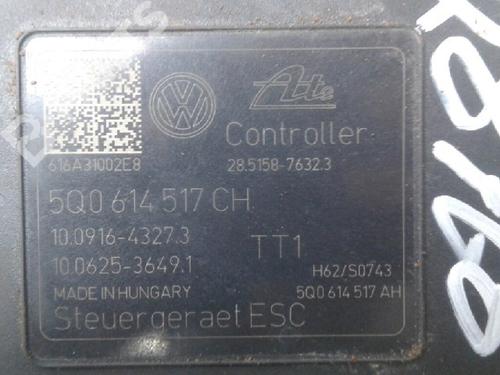 Ate
616A31002E8
Controller
28.5158-7632.3
5Q0 614 517 CH
10.0916-4327.3
10.0625-3649.1
TT1
H62/S0743
MADE IN HUNGARY
5Q0 614 517 AH
Steuergeraet ESC